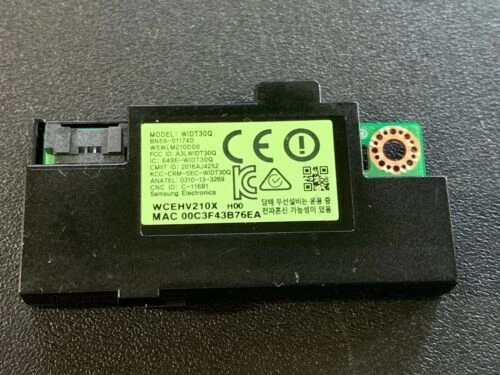 MODEL: WIDT30Q
BN59-01174D
WSWLM210D00
FCC ID: A3LWIDT30Q
IC: 649E-WIDT30Q
CMIIT ID: 2016AJ4252
KCC-CRM-SEC-WIDT30Q
ANATEL: 0310-13-3269
CNC ID: C-11681
Samsung Electronics
CE
KC
WCEHV210X H00
MAC 00C3F43B76EA
당해 무선설비는 운용 중
전파혼신 가능성이 있음